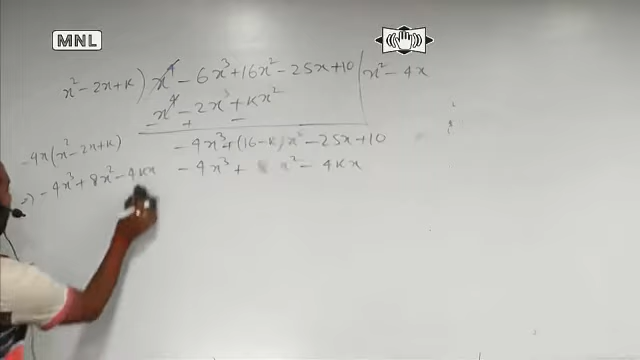 MNL
x² - 2x + k ) x⁴ - 6x³ + 16x² - 25x + 10 | x² - 4x
x⁴ - 2x³ + kx²
- + -
- 4x³ + (16 - k) x² - 25x + 10
- 4x (x² - 2x + k)
- 4x³ + x² - 4kx
⇒ - 4x³ + 8x² - 4kx